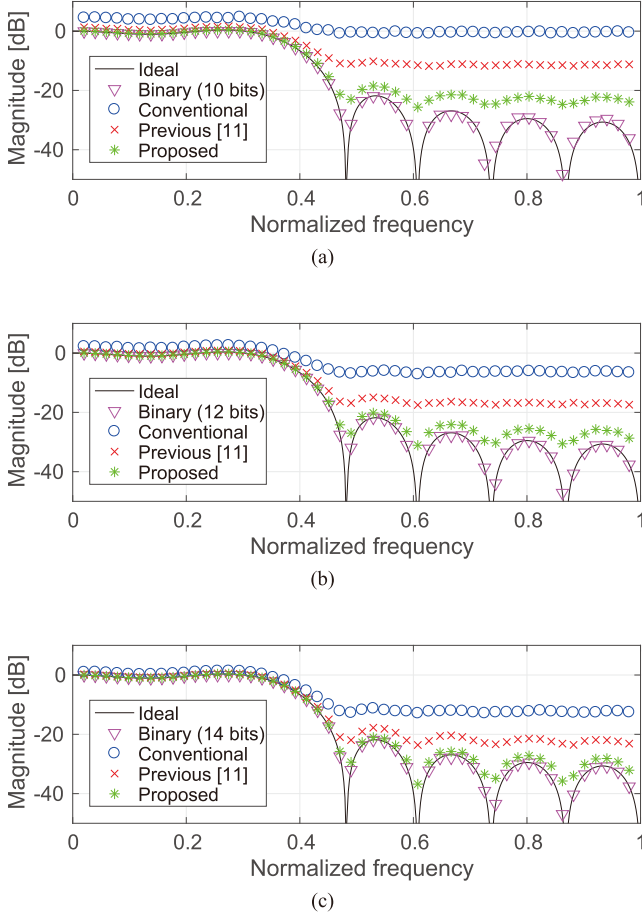 Magnitude [dB]
0
-20
-40
Ideal
Binary (10 bits)
Conventional
Previous [11]
Proposed
0 0.2 0.4 0.6 0.8 1
Normalized frequency
(a)
Magnitude [dB]
0
-20
-40
Ideal
Binary (12 bits)
Conventional
Previous [11]
Proposed
0 0.2 0.4 0.6 0.8 1
Normalized frequency
(b)
Magnitude [dB]
0
-20
-40
Ideal
Binary (14 bits)
Conventional
Previous [11]
Proposed
0 0.2 0.4 0.6 0.8 1
Normalized frequency
(c)